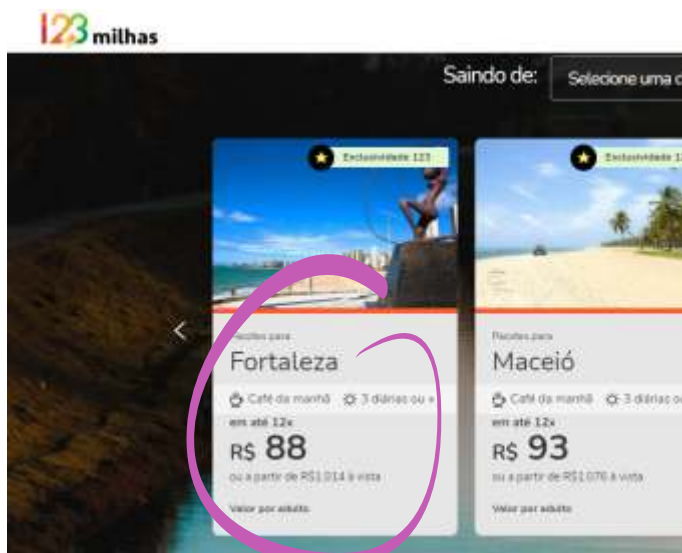 123 milhas
Saindo de:
Selecione uma c
Exclusividade 123
Exclusividade 1
Pacotes para
Fortaleza
Café da manhã 3 diárias ou +
em até 12x
R$ 88
ou a partir de R$1.014 à vista
Valor por adulto
Pacotes para
Maceió
Café da manhã 3 diárias ou
em até 12x
R$ 93
ou a partir de R$1.076 à vista
Valor por adulto